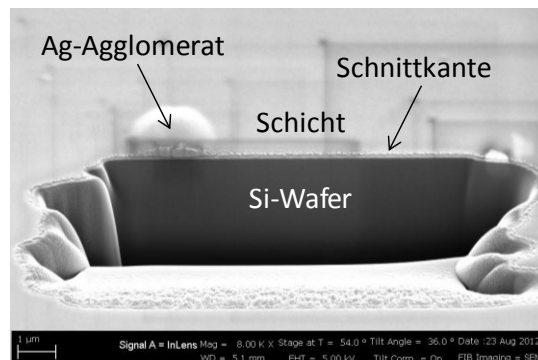 Ag-Agglomerat
Schnittkante
Schicht
Si-Wafer
1 µm
Signal A = InLens Mag = 8.00 K X Stage at T = 54.0° Tilt Angle = 36.0° Date :23 Aug 2012
WD = 5.1 mm EHT = 5.00 kV Tilt Corrn. = On FIB Imaging = SEM